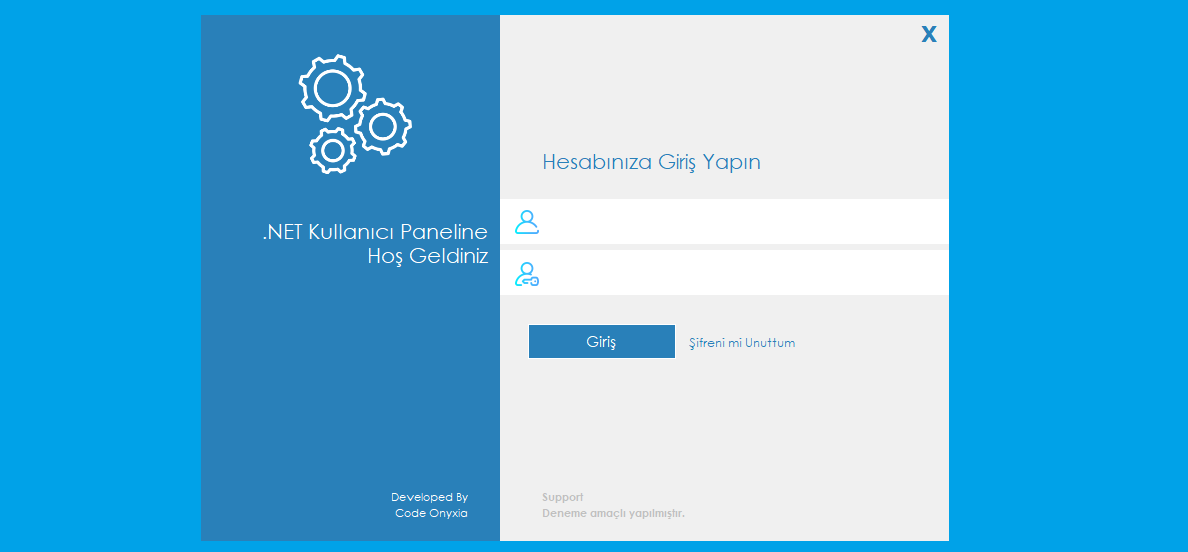 X
Hesabınıza Giriş Yapın
.NET Kullanıcı Paneline
Hoş Geldiniz
Giriş
Şifreni mi Unuttum
Developed By
Code Onyxia
Support
Deneme amaçlı yapılmıştır.